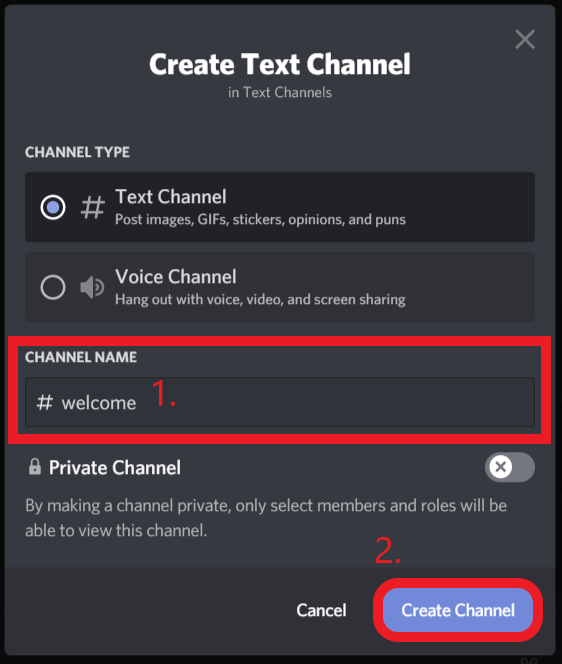 Create Text Channel
in Text Channels
CHANNEL TYPE
# Text Channel
Post images, GIFs, stickers, opinions, and puns
Voice Channel
Hang out with voice, video, and screen sharing
CHANNEL NAME
# welcome 1.
Private Channel
By making a channel private, only select members and roles will be
able to view this channel.
2.
Cancel Create Channel